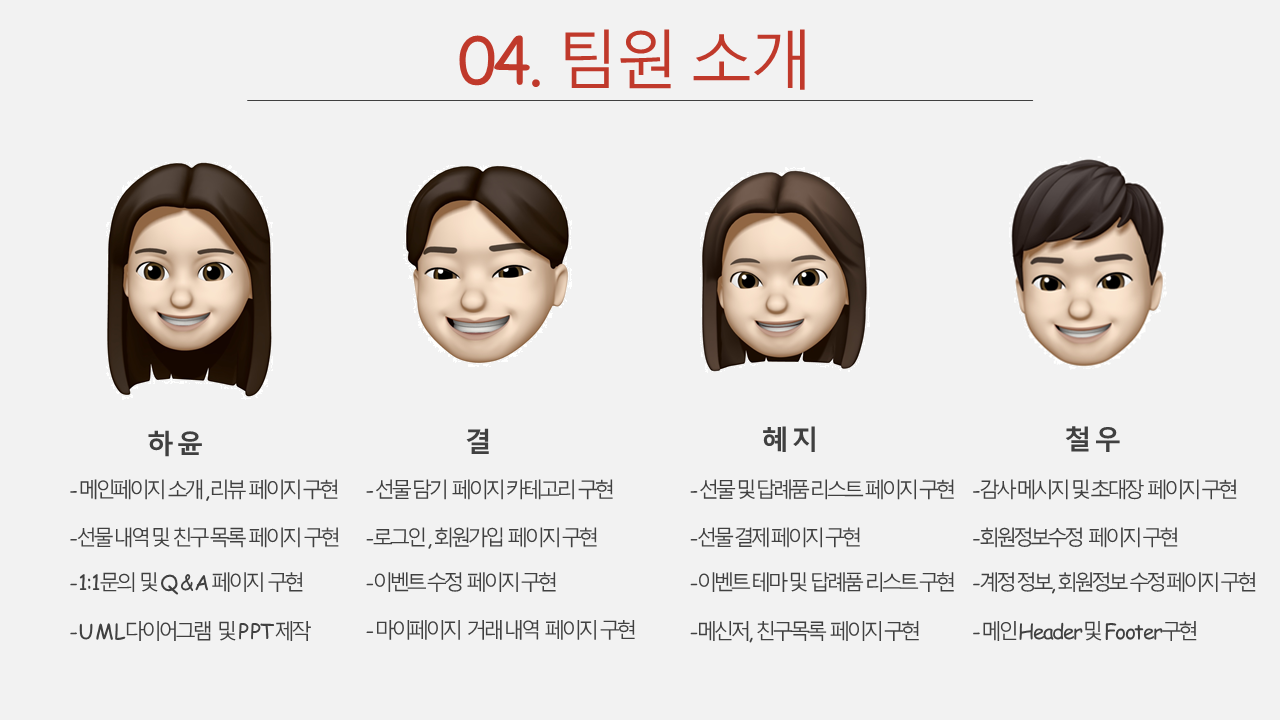 04. 팀원 소개
하윤
-메인페이지 소개,리뷰 페이지 구현
-선물 내역 및 친구 목록 페이지 구현
-1:1문의 및 Q&A 페이지 구현
-UML다이어그램 및 PPT제작
결
-선물 담기 페이지 카테고리 구현
-로그인,회원가입 페이지 구현
-이벤트 수정 페이지 구현
-마이페이지 거래 내역 페이지 구현
혜지
-선물 및 답례품 리스트 페이지 구현
-선물 결제 페이지 구현
-이벤트 테마 및 답례품 리스트 구현
-메신저, 친구목록 페이지 구현
철우
-감사 메시지 및 초대장 페이지 구현
-회원정보수정 페이지 구현
-계정 정보, 회원정보 수정 페이지 구현
-메인 Header 및 Footer구현